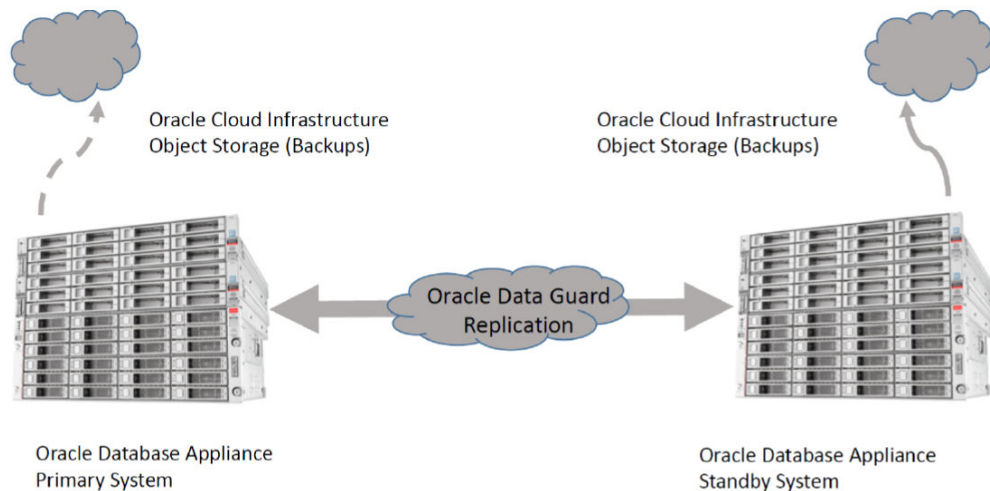 Oracle Cloud Infrastructure
Object Storage (Backups)
Oracle Cloud Infrastructure
Object Storage (Backups)
Oracle Data Guard
Replication
Oracle Database Appliance
Primary System
Oracle Database Appliance
Standby System